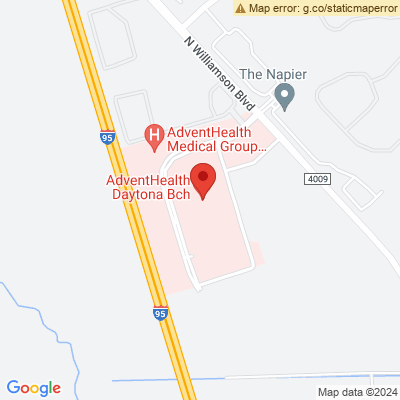 Map error: g.co/staticmaperror
N Williamson Blvd
The Napier
H
AdventHealth
Medical Group...
95
AdventHealth
Daytona Bch
4009
95
Google
Map data ©2024